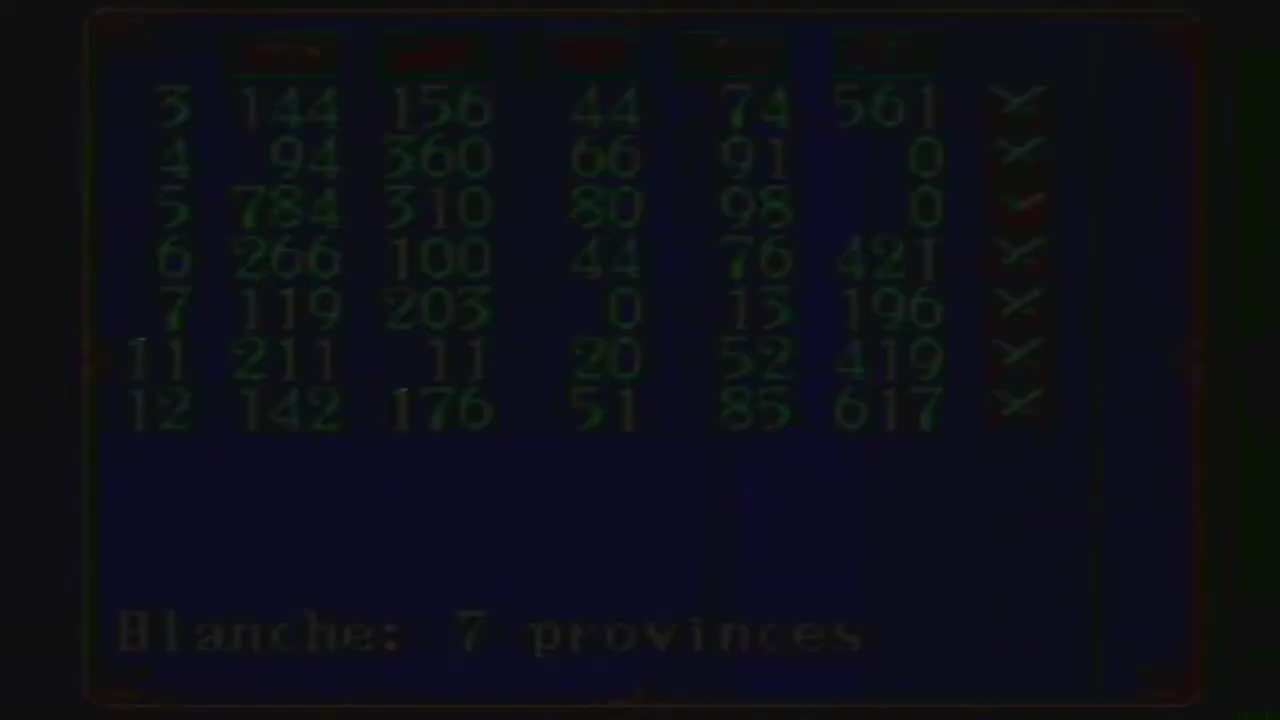 3 144 156 44 74 561
4 94 360 66 91 0
5 784 310 80 98 0
6 266 100 44 76 421
7 119 203 0 13 196
11 211 11 20 52 419
12 142 176 51 85 617
Blanche: 7 provinces